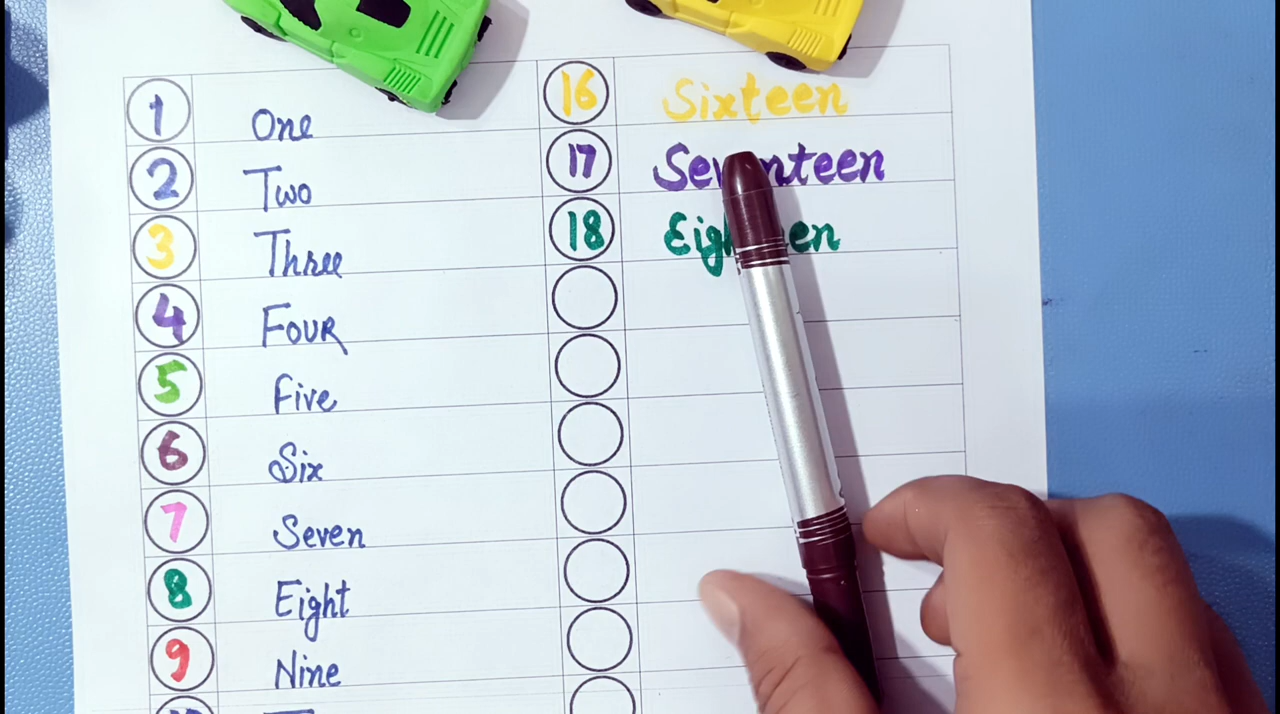 1 One
2 Two
3 Three
4 Four
5 Five
6 Six
7 Seven
8 Eight
9 Nine
16 Sixteen
17
18